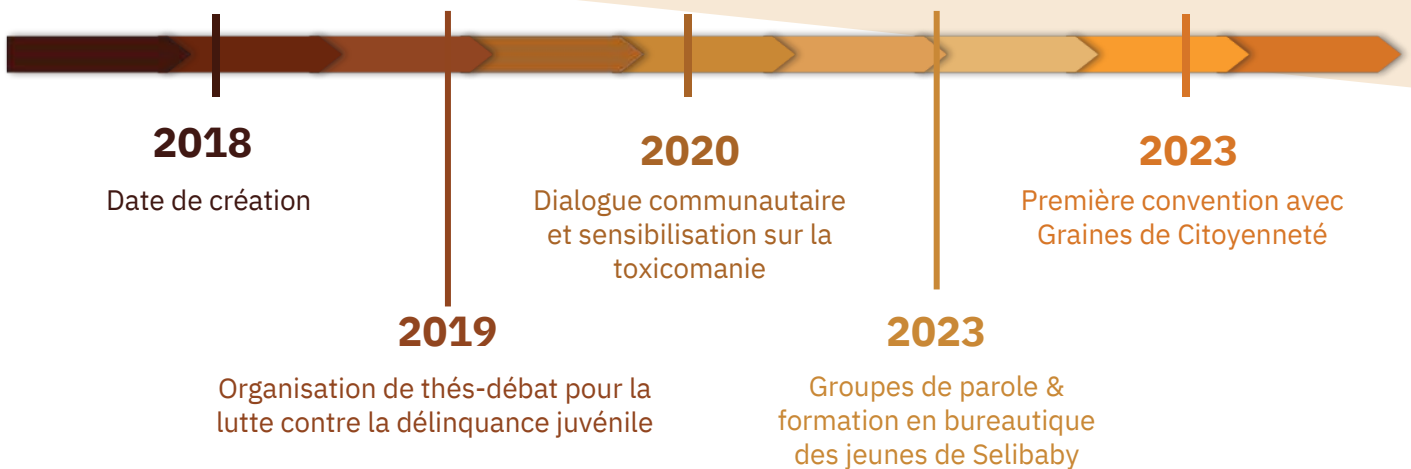 2018
Date de création
2019
Organisation de thés-débat pour la
lutte contre la délinquance juvénile
2020
Dialogue communautaire
et sensibilisation sur la
toxicomanie
2023
Groupes de parole &
formation en bureautique
des jeunes de Selibaby
2023
Première convention avec
Graines de Citoyenneté